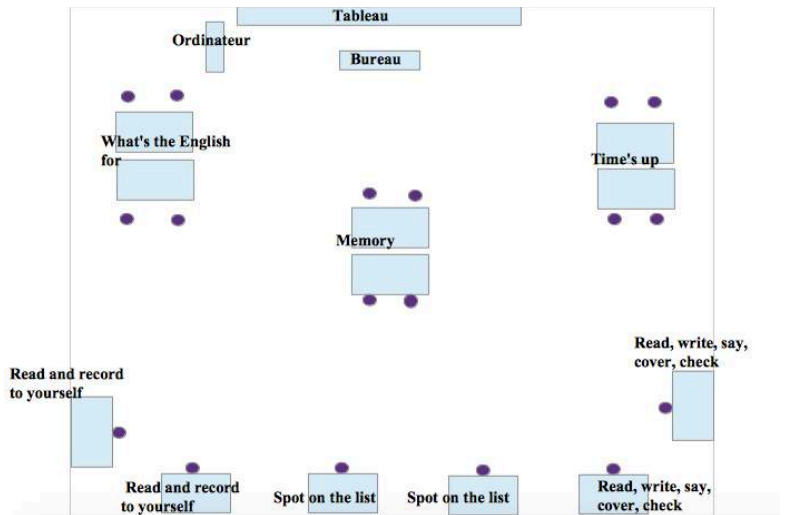 Tableau
Ordinateur
Bureau
What's the English
for
Time's up
Memory
Read, write, say,
cover, check
Read and record
to yourself
Read and record
to yourself
Spot on the list
Spot on the list
Read, write, say,
cover, check